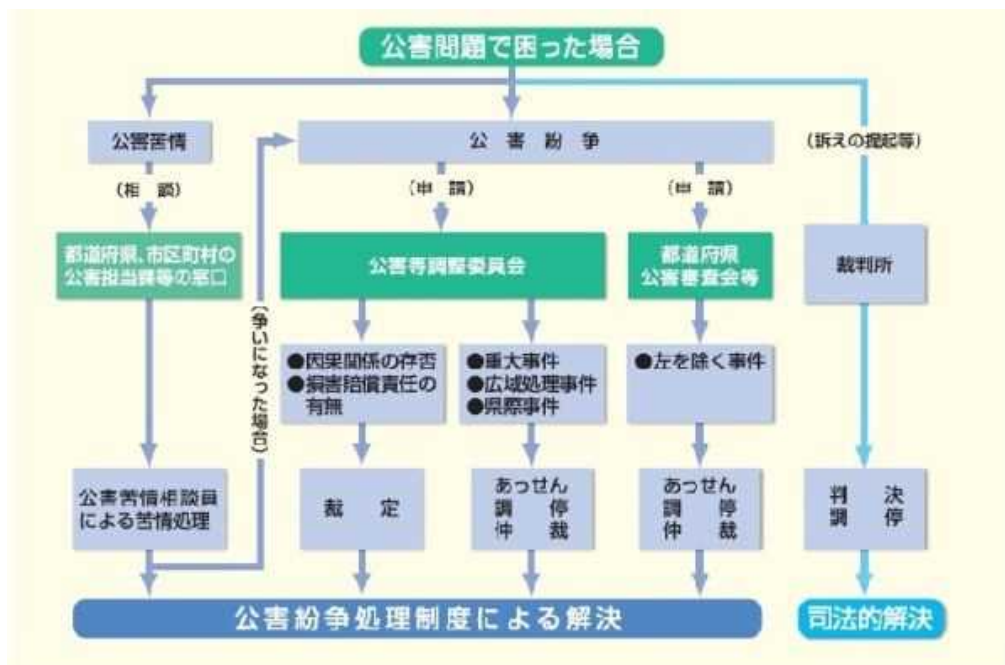 公害問題で困った場合
公害苦情
公害紛争
(訴えの提起等)
(相談)
(申請)
(申請)
都道府県、市区町村の
公害担当課等の窓口
公害等調整委員会
都道府県
公害審査会等
裁判所
(争いになった場合)
●因果関係の存否
●損害賠償責任の
有無
●重大事件
●広域処理事件
●県際事件
●左を除く事件
公害苦情相談員
による苦情処理
裁定
あっせん
調停
仲裁
あっせん
調停
仲裁
判決
調停
公害紛争処理制度による解決
司法的解決